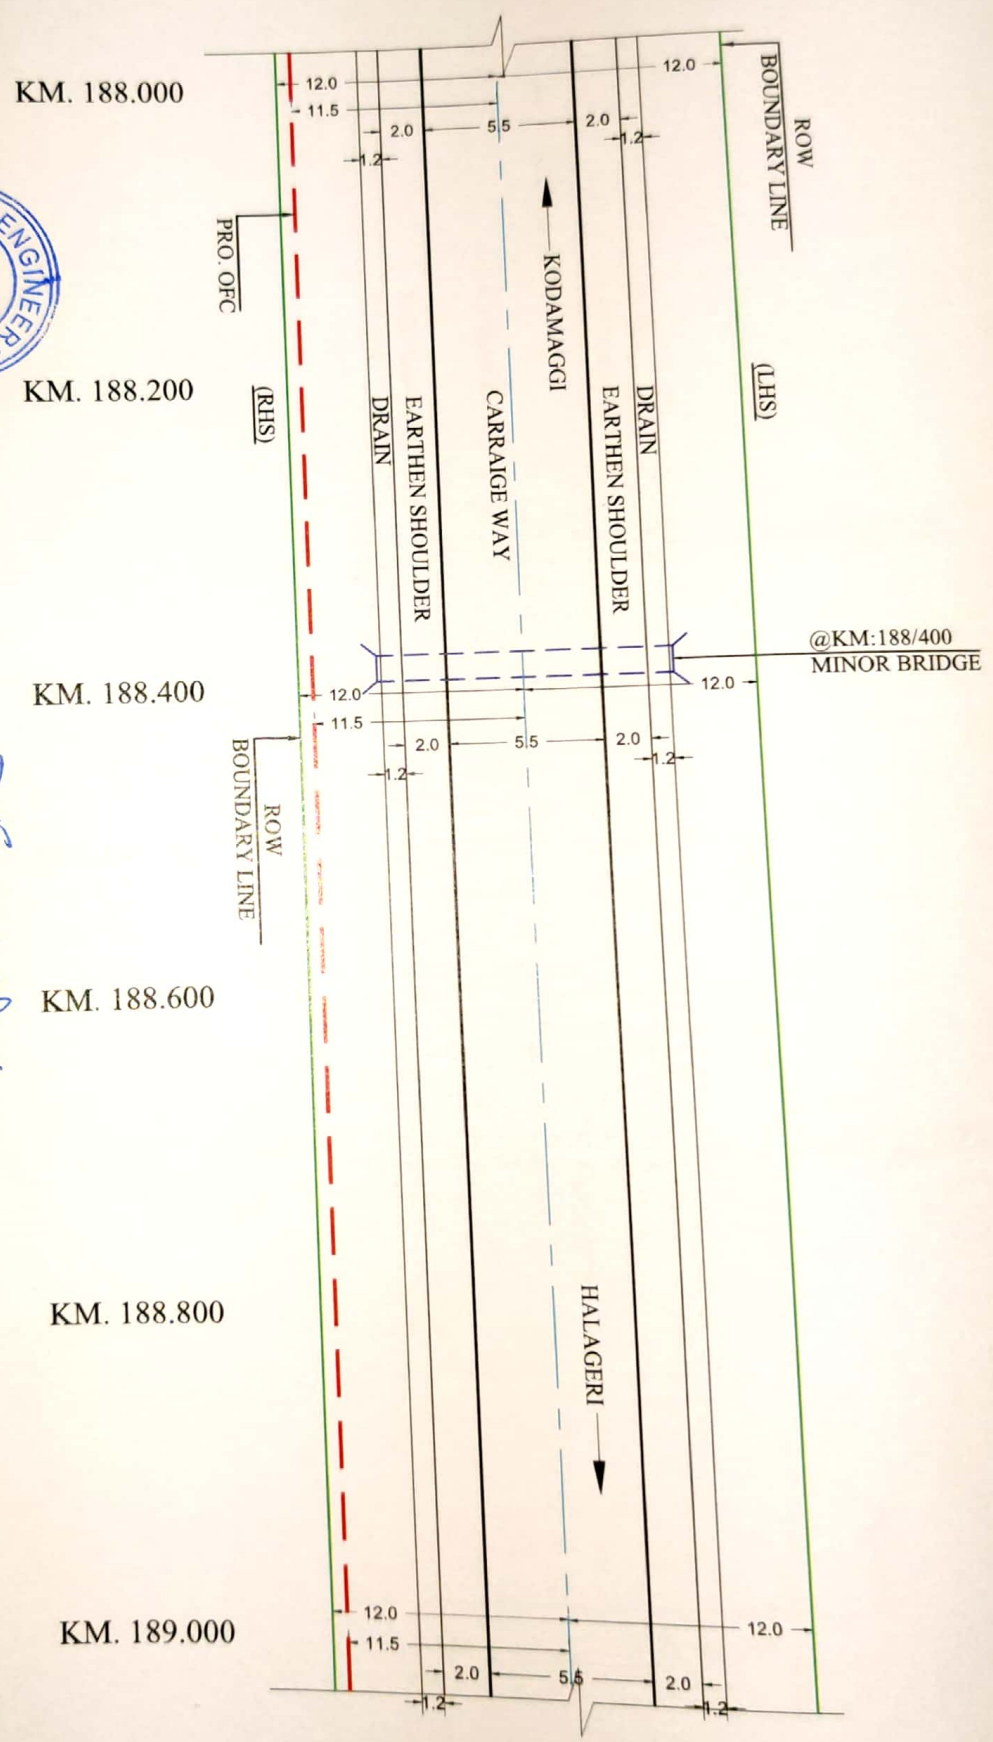 KM. 188.000
12.0
12.0
11.5
2.0
5.5
2.0
1.2
1.2
ROW
BOUNDARY LINE
PRO. OFC
KODAMAGGI
ENGINEER
KM. 188.200
(RHS)
DRAIN
EARTHEN SHOULDER
CARRAIGE WAY
EARTHEN SHOULDER
DRAIN
(LHS)
@KM:188/400
MINOR BRIDGE
KM. 188.400
12.0
12.0
11.5
2.0
5.5
2.0
1.2
1.2
ROW
BOUNDARY LINE
KM. 188.600
KM. 188.800
HALAGERI
KM. 189.000
12.0
12.0
11.5
2.0
5.5
2.0
1.2
1.2